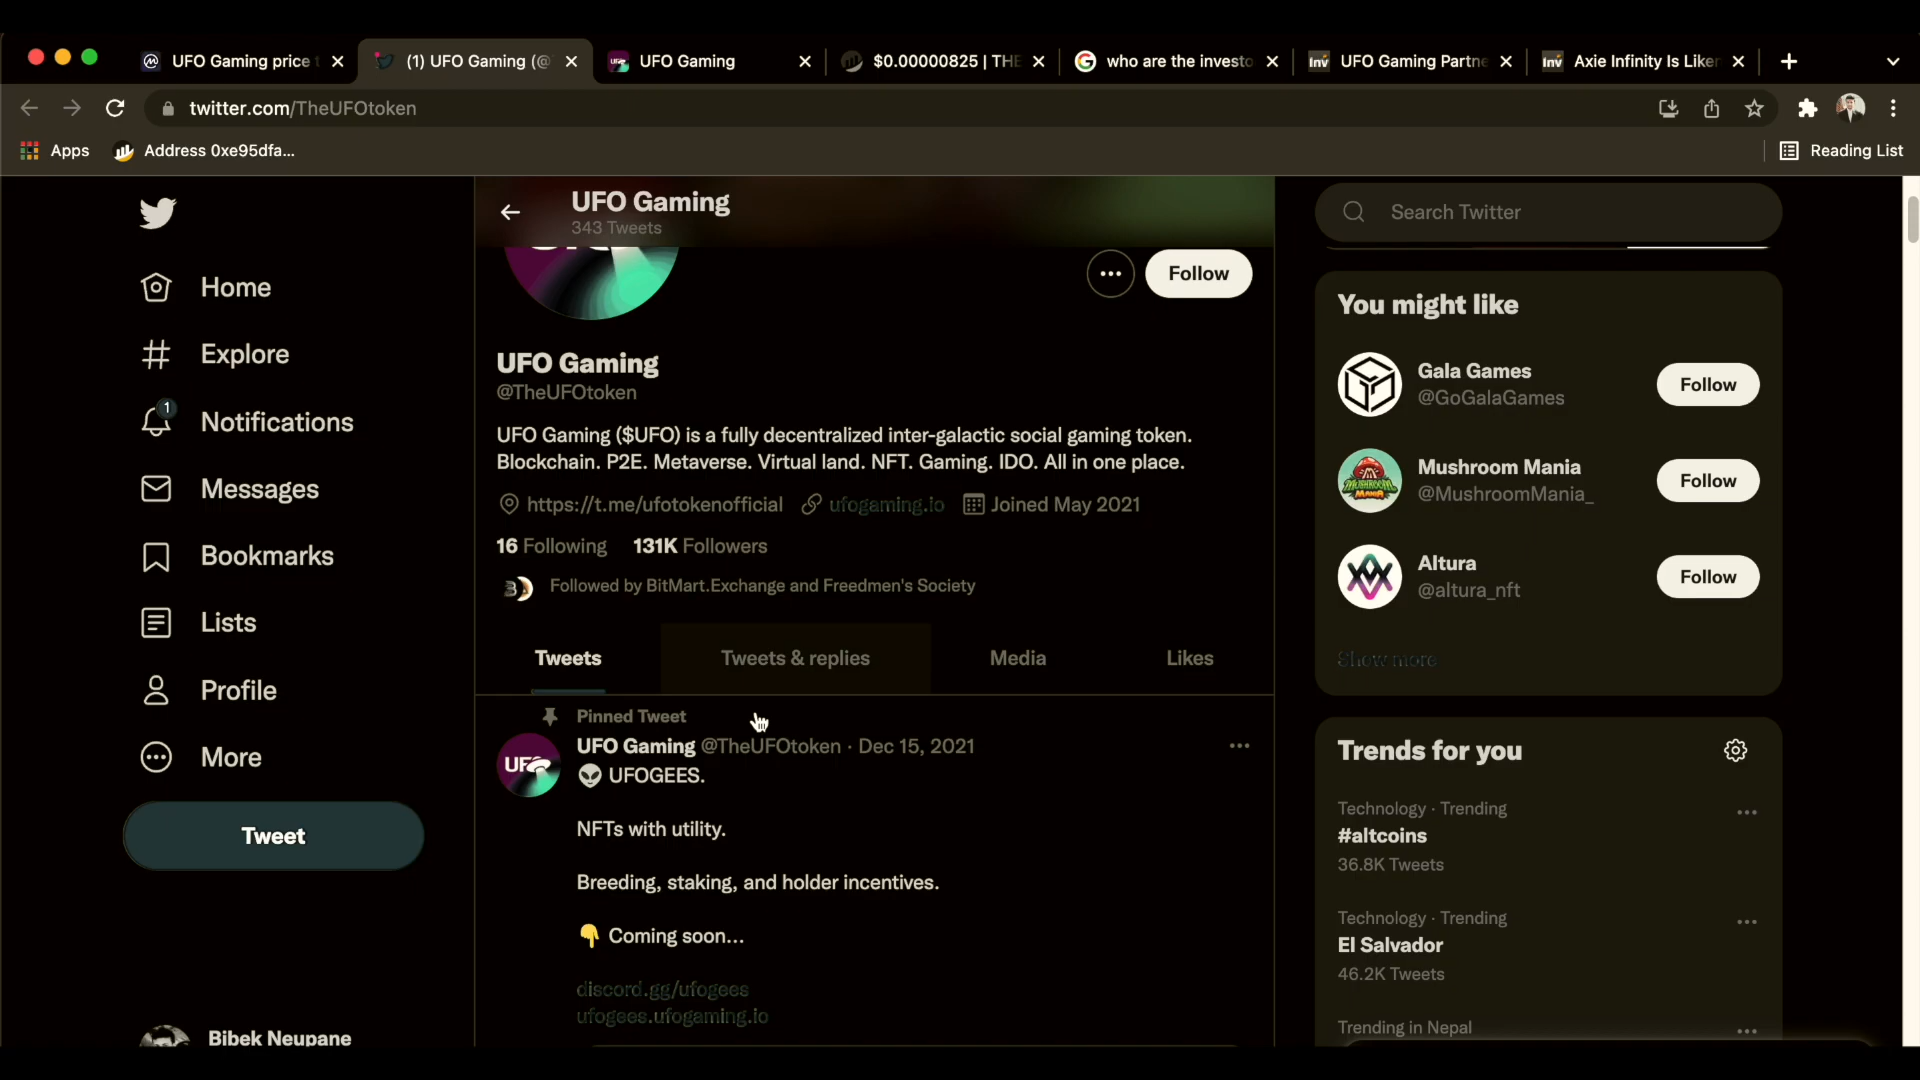 UFO Gaming price
(1) UFO Gaming (@
UFO Gaming
$0.00000825 | THE
who are the investo
UFO Gaming Partne
Axie Infinity Is Liker
twitter.com/TheUFOtoken
Apps
Address 0xe95dfa...
Reading List
UFO Gaming
343 Tweets
Search Twitter
Home
Explore
1
Notifications
Messages
Bookmarks
Lists
Profile
More
Tweet
Bibek Neupane
Follow
UFO Gaming
@TheUFOtoken
UFO Gaming ($UFO) is a fully decentralized inter-galactic social gaming token.
Blockchain. P2E. Metaverse. Virtual land. NFT. Gaming. IDO. All in one place.
https://t.me/ufotokenofficial ufogaming.io Joined May 2021
16 Following 131K Followers
Followed by BitMart.Exchange and Freedmen's Society
Tweets Tweets & replies Media Likes
Pinned Tweet
UFO Gaming @TheUFOtoken · Dec 15, 2021
👽 UFOGEES.
NFTs with utility.
Breeding, staking, and holder incentives.
👇 Coming soon...
discord.gg/ufogees
ufogees.ufogaming.io
You might like
Gala Games
@GoGalaGames
Follow
Mushroom Mania
@MushroomMania_
Follow
Altura
@altura_nft
Follow
Show more
Trends for you
Technology · Trending
#altcoins
36.8K Tweets
Technology · Trending
El Salvador
46.2K Tweets
Trending in Nepal